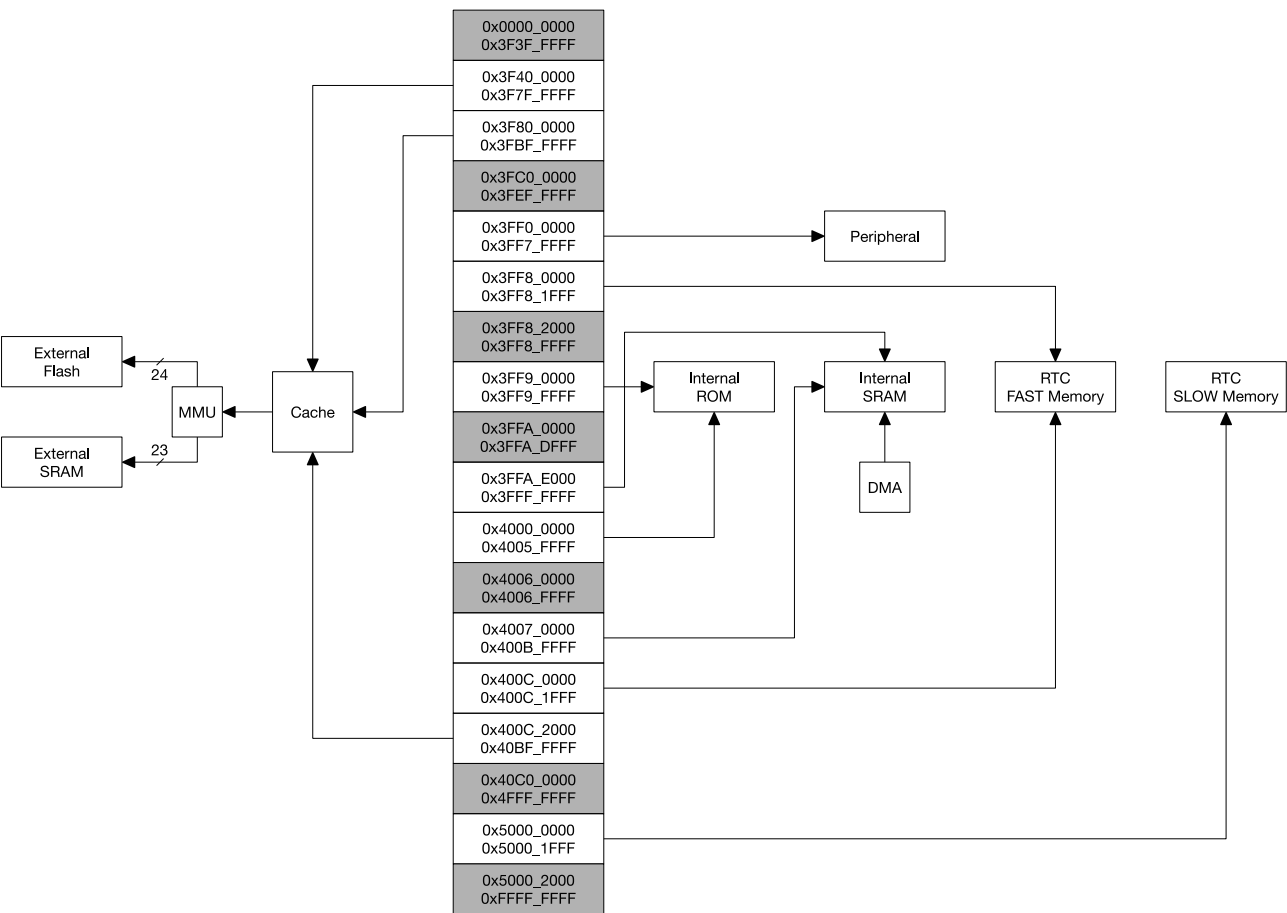 0x0000_0000
0x3F3F_FFFF
0x3F40_0000
0x3F7F_FFFF
0x3F80_0000
0x3FBF_FFFF
0x3FC0_0000
0x3FEF_FFFF
0x3FF0_0000
0x3FF7_FFFF
Peripheral
0x3FF8_0000
0x3FF8_1FFF
0x3FF8_2000
0x3FF8_FFFF
External
Flash
24
MMU
Cache
0x3FF9_0000
0x3FF9_FFFF
Internal
ROM
Internal
SRAM
RTC
FAST Memory
RTC
SLOW Memory
0x3FFA_0000
0x3FFA_DFFF
External
SRAM
23
0x3FFA_E000
0x3FFF_FFFF
DMA
0x4000_0000
0x4005_FFFF
0x4006_0000
0x4006_FFFF
0x4007_0000
0x400B_FFFF
0x400C_0000
0x400C_1FFF
0x400C_2000
0x40BF_FFFF
0x40C0_0000
0x4FFF_FFFF
0x5000_0000
0x5000_1FFF
0x5000_2000
0xFFFF_FFFF